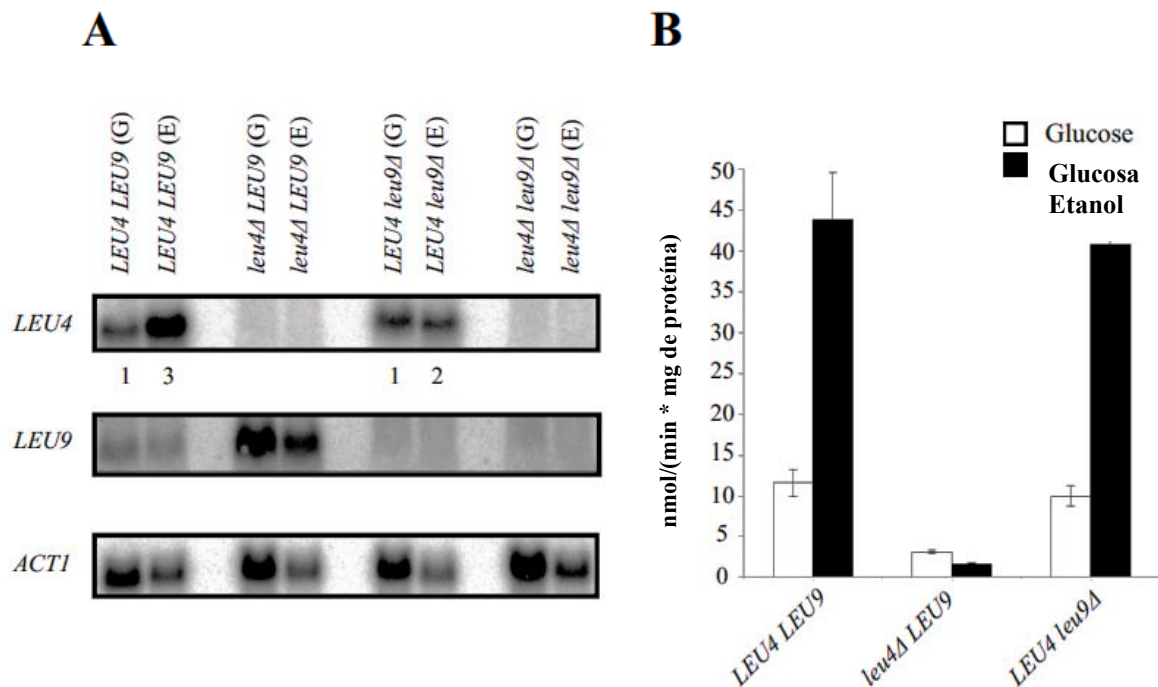 A
LEU4 LEU9 (G)
LEU4 LEU9 (E)
leu4Δ LEU9 (G)
leu4Δ LEU9 (E)
LEU4 leu9Δ (G)
LEU4 leu9Δ (E)
leu4Δ leu9Δ (G)
leu4Δ leu9Δ (E)
LEU4
1 3 1 2
LEU9
ACT1
B
Glucose
Glucosa
Etanol
nmol/(min * mg de proteína)
50
45
40
35
30
25
20
15
10
5
0
LEU4 LEU9
leu4Δ LEU9
LEU4 leu9Δ